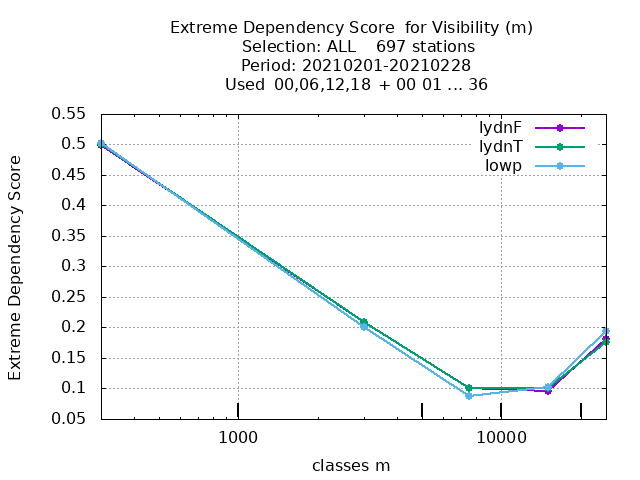 Extreme Dependency Score  for Visibility (m)
Selection: ALL    697 stations
Period: 20210201-20210228
Used  00,06,12,18  + 00 01 ... 36
0.55
0.5
0.45
0.4
0.35
0.3
0.25
0.2
0.15
0.1
0.05
Extreme Dependency Score
lydnF
lydnT
lowp
1000
10000
classes m